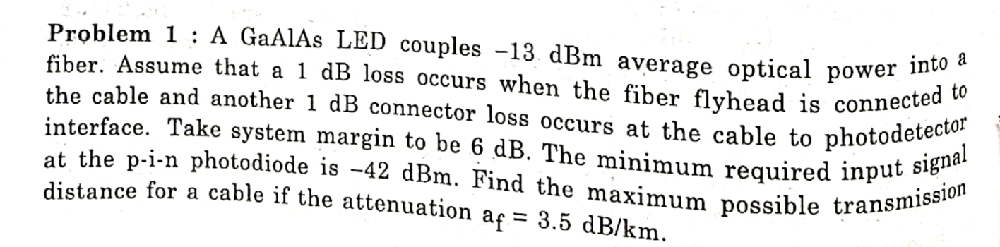 Problem 1 : A GaAlAs LED couples –13 dBm average optical power into a
fiber. Assume that a 1 dB loss occurs when the fiber flyhead is connected to
the cable and another 1 dB connector loss occurs at the cable to photodetector
interface. Take system margin to be 6 dB. The minimum required input signal
at the p-i-n photodiode is –42 dBm. Find the maximum possible transmission
distance for a cable if the attenuation af = 3.5 dB/km.